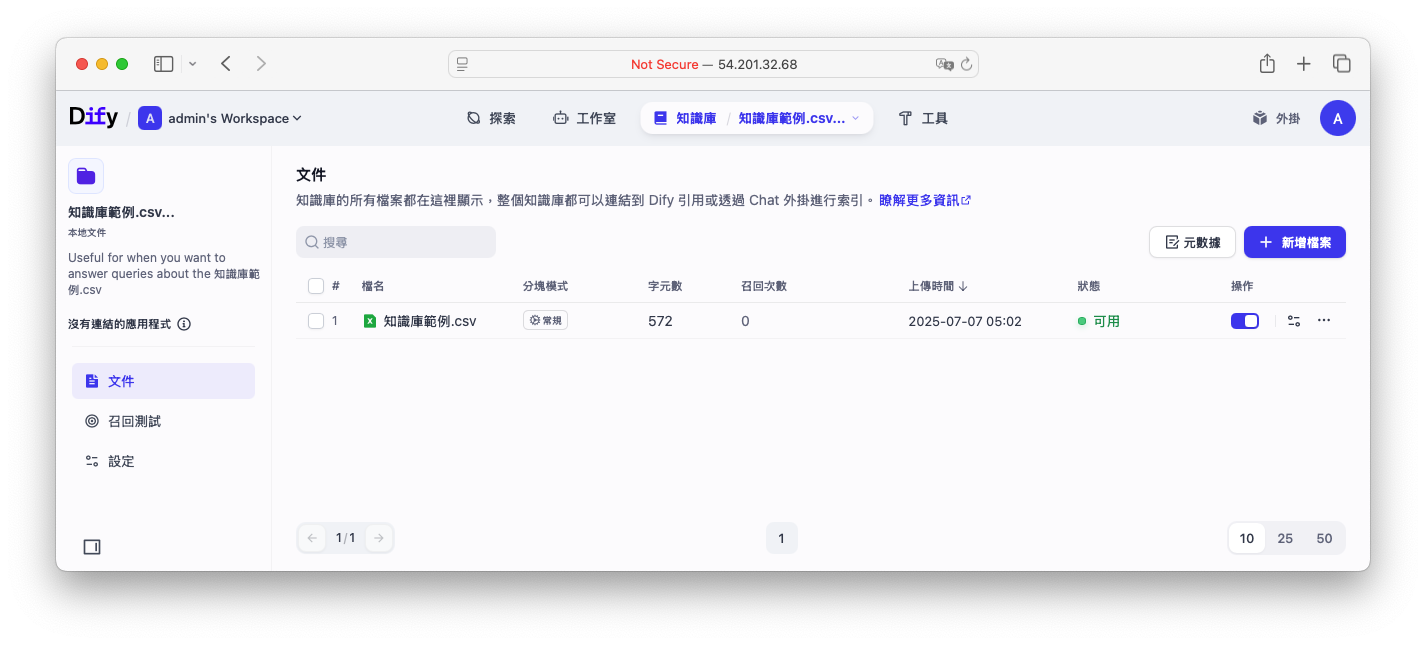 Not Secure — 54.201.32.68
Dify / A admin's Workspace 探索 工作室 知識庫 / 知識庫範例.csv... 工具 外掛 A
知識庫範例.csv...
本地文件
Useful for when you want to
answer queries about the 知識庫範
例.csv
沒有連結的應用程式
文件
召回測試
設定
文件
知識庫的所有檔案都在這裡顯示，整個知識庫都可以連結到 Dify 引用或透過 Chat 外掛進行索引。瞭解更多資訊
搜尋 元數據 新增檔案
# 檔名 分塊模式 字元數 召回次數 上傳時間 狀態 操作
1 知識庫範例.csv 常規 572 0 2025-07-07 05:02 可用
1/1 1 10 25 50